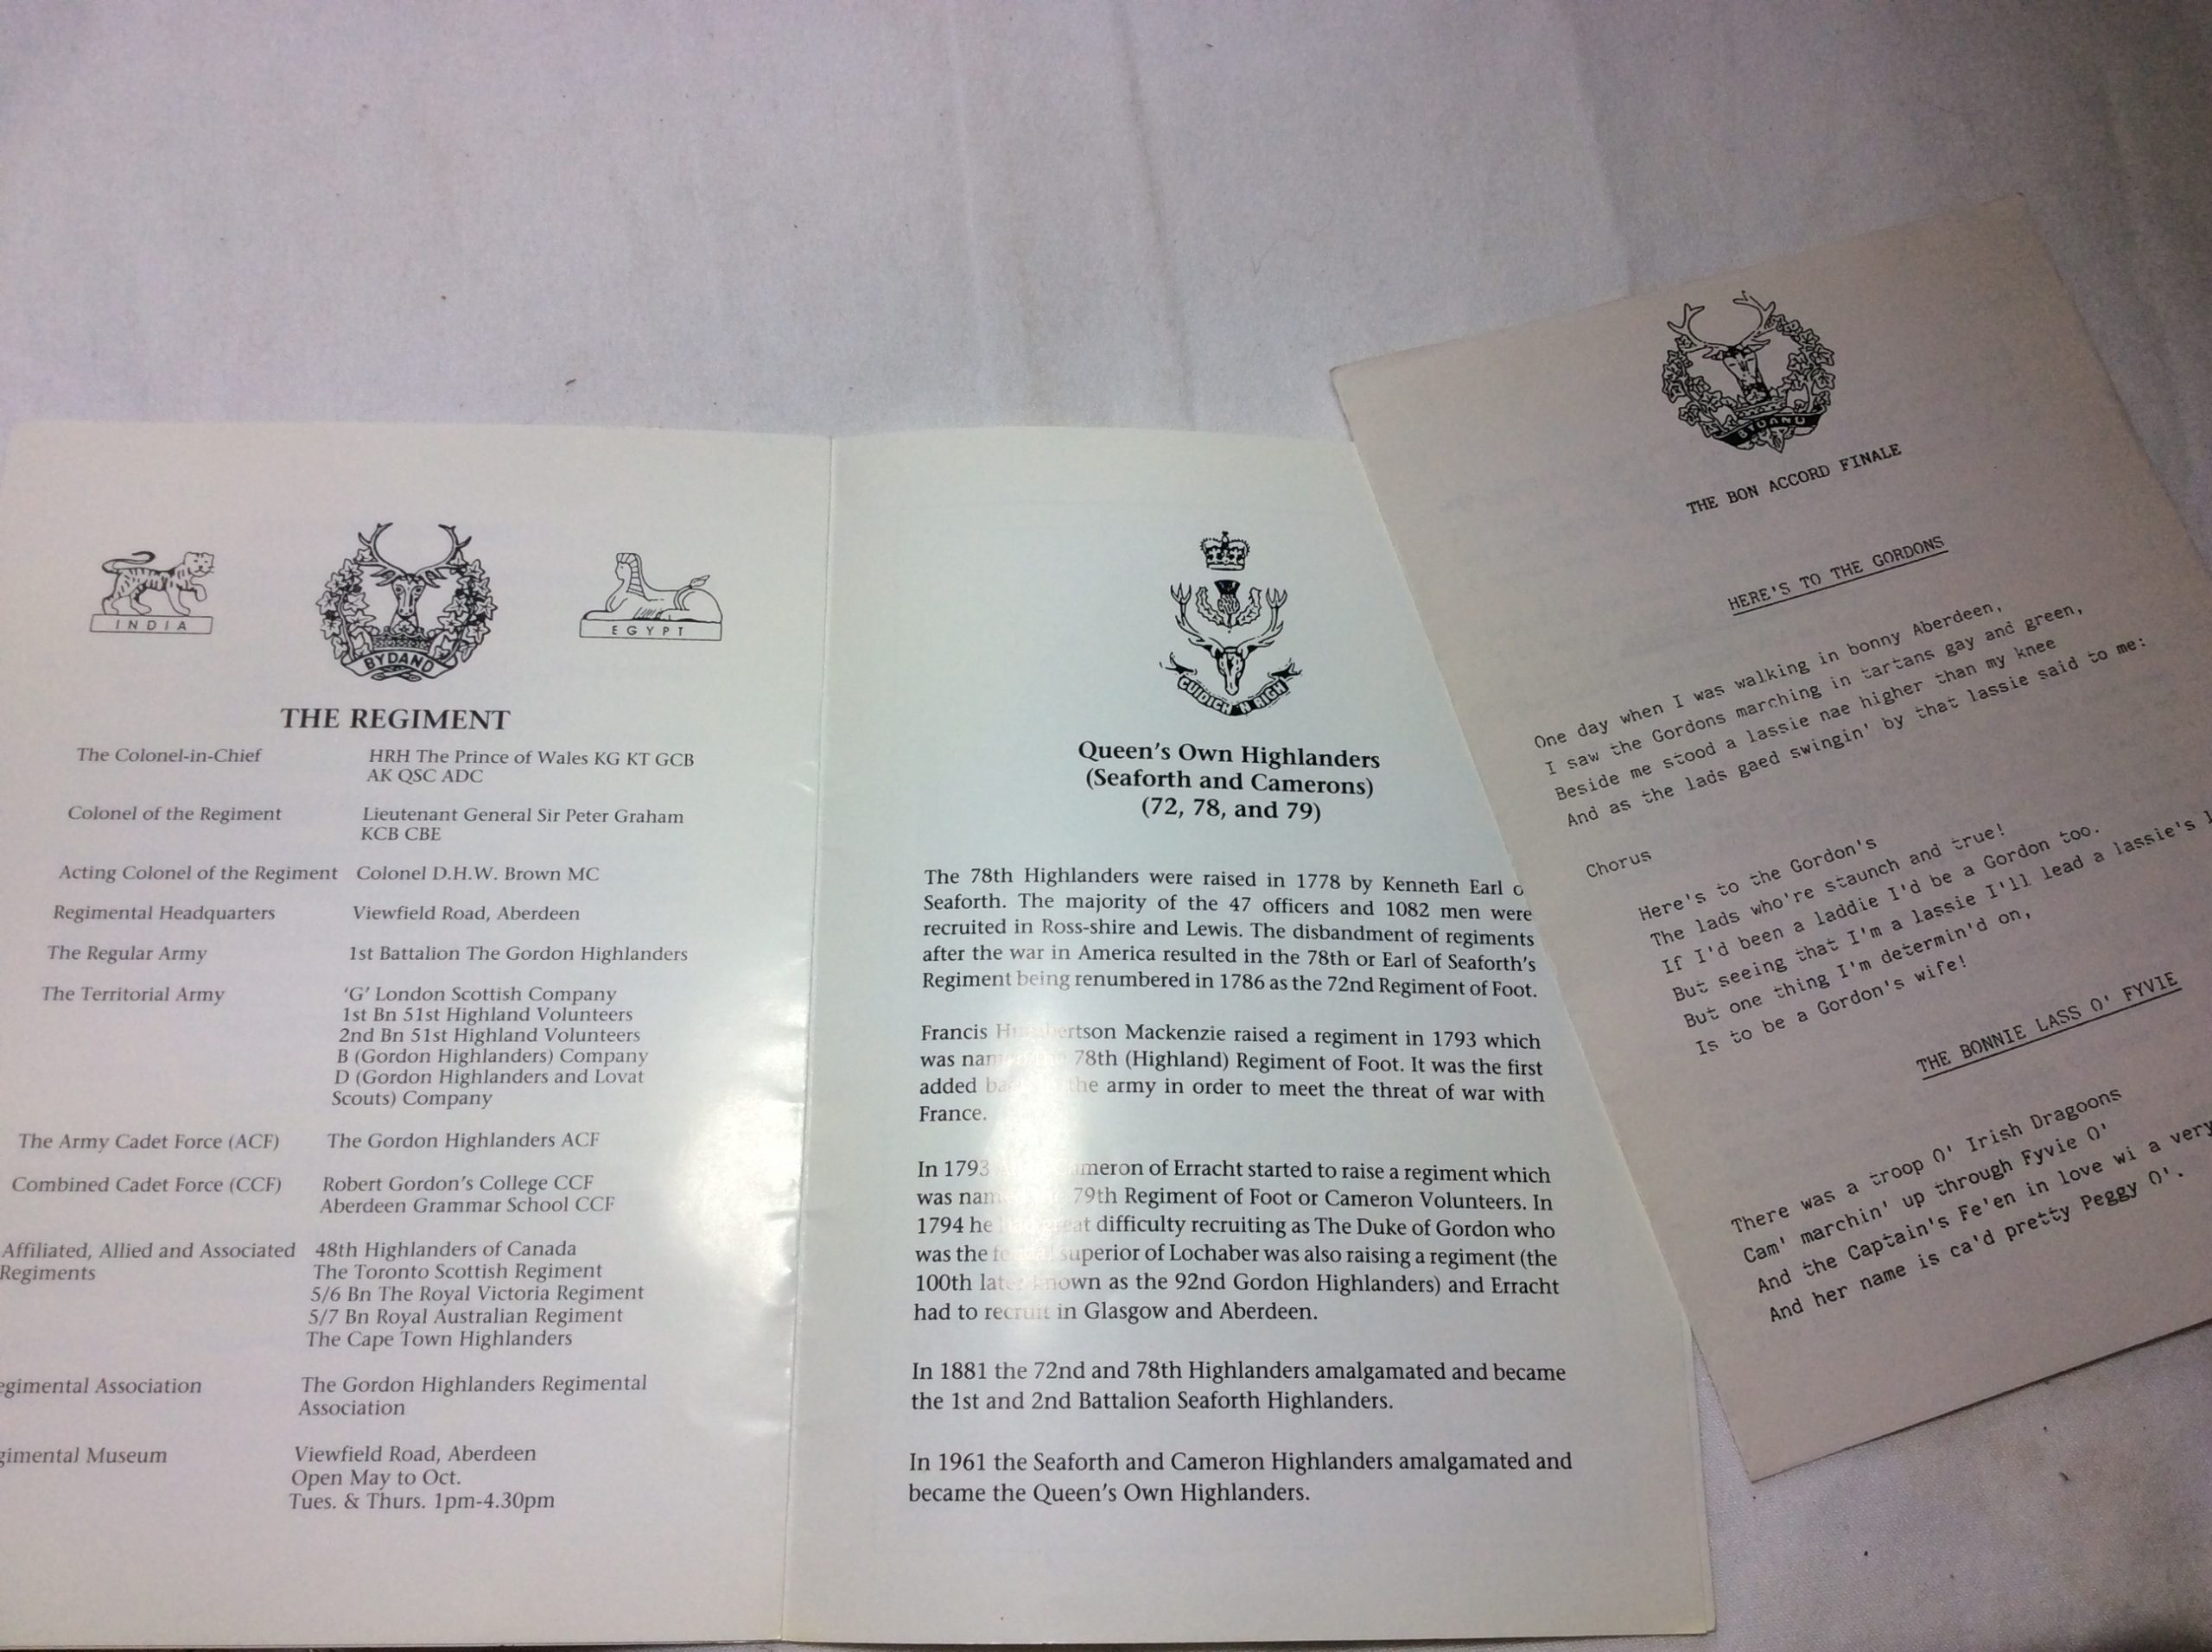 INDIA
BYDAND
EGYPT
THE REGIMENT
The Colonel-in-Chief HRH The Prince of Wales KG KT GCB
AK QSC ADC
Colonel of the Regiment Lieutenant General Sir Peter Graham
KCB CBE
Acting Colonel of the Regiment Colonel D.H.W. Brown MC
Regimental Headquarters Viewfield Road, Aberdeen
The Regular Army 1st Battalion The Gordon Highlanders
The Territorial Army 'G' London Scottish Company
1st Bn 51st Highland Volunteers
2nd Bn 51st Highland Volunteers
B (Gordon Highlanders) Company
D (Gordon Highlanders and Lovat
Scouts) Company
The Army Cadet Force (ACF) The Gordon Highlanders ACF
Combined Cadet Force (CCF) Robert Gordon's College CCF
Aberdeen Grammar School CCF
Affiliated, Allied and Associated 48th Highlanders of Canada
Regiments The Toronto Scottish Regiment
5/6 Bn The Royal Victoria Regiment
5/7 Bn Royal Australian Regiment
The Cape Town Highlanders
egimental Association The Gordon Highlanders Regimental
Association
gimental Museum Viewfield Road, Aberdeen
Open May to Oct.
Tues. & Thurs. 1pm-4.30pm
CUIDICH 'N RIGH
Queen's Own Highlanders
(Seaforth and Camerons)
(72, 78, and 79)
The 78th Highlanders were raised in 1778 by Kenneth Earl o
Seaforth. The majority of the 47 officers and 1082 men were
recruited in Ross-shire and Lewis. The disbandment of regiments
after the war in America resulted in the 78th or Earl of Seaforth's
Regiment being renumbered in 1786 as the 72nd Regiment of Foot.
Francis Mackenzie raised a regiment in 1793 which
was 78th (Highland) Regiment of Foot. It was the first
added the army in order to meet the threat of war with
France.
In 1793 meron of Erracht started to raise a regiment which
was 79th Regiment of Foot or Cameron Volunteers. In
1794 he difficulty recruiting as The Duke of Gordon who
was the superior of Lochaber was also raising a regiment (the
100th later known as the 92nd Gordon Highlanders) and Erracht
had to recruit in Glasgow and Aberdeen.
In 1881 the 72nd and 78th Highlanders amalgamated and became
the 1st and 2nd Battalion Seaforth Highlanders.
In 1961 the Seaforth and Cameron Highlanders amalgamated and
became the Queen's Own Highlanders.
BYDAND
THE BON ACCORD FINALE
HERE'S TO THE GORDONS
One day when I was walking in bonny Aberdeen,
I saw the Gordons marching in tartans gay and green,
Beside me stood a lassie nae higher than my knee
And as the lads gaed swingin' by that lassie said to me:
Chorus
Here's to the Gordon's
The lads who're staunch and true!
If I'd been a laddie I'd be a Gordon too.
But seeing that I'm a lassie I'll lead a lassie's l
But one thing I'm determin'd on,
Is to be a Gordon's wife!
THE BONNIE LASS O' FYVIE
There was a troop O' Irish Dragoons
Cam' marchin' up through Fyvie O'
And the Captain's Fe'en in love wi a very
And her name is ca'd pretty Peggy O'.